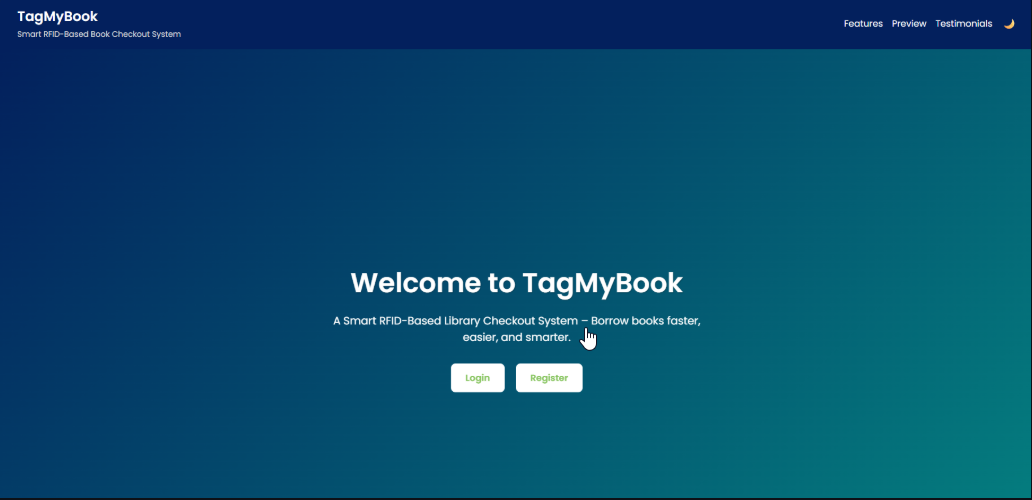 TagMyBook
Smart RFID-Based Book Checkout System
Features Preview Testimonials
Welcome to TagMyBook
A Smart RFID-Based Library Checkout System – Borrow books faster,
easier, and smarter.
Login Register